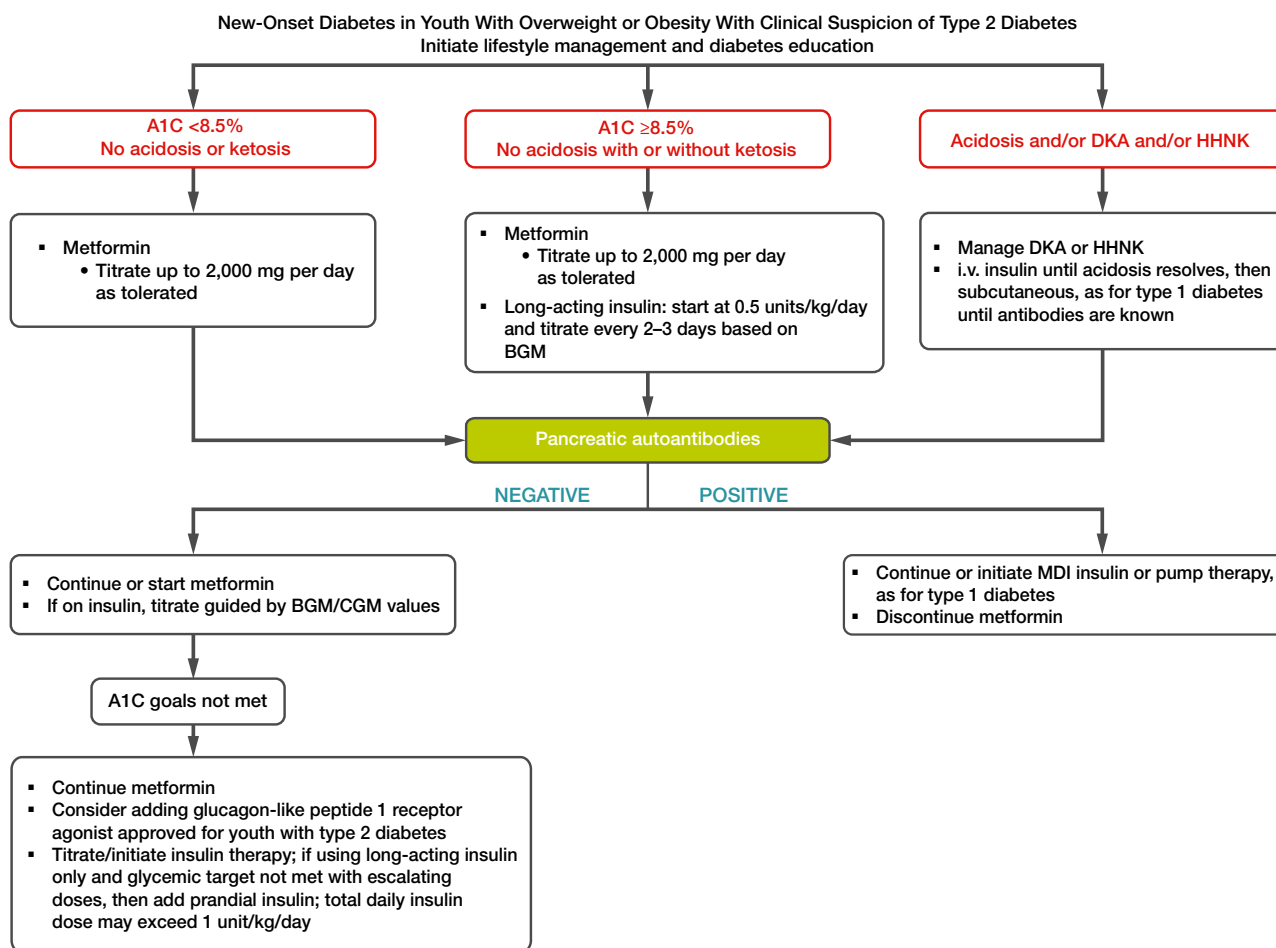 New-Onset Diabetes in Youth With Overweight or Obesity With Clinical Suspicion of Type 2 Diabetes
Initiate lifestyle management and diabetes education
A1C <8.5%
No acidosis or ketosis
A1C ≥8.5%
No acidosis with or without ketosis
Acidosis and/or DKA and/or HHNK
▪ Metformin
• Titrate up to 2,000 mg per day
as tolerated
▪ Metformin
• Titrate up to 2,000 mg per day
as tolerated
▪ Long-acting insulin: start at 0.5 units/kg/day
and titrate every 2–3 days based on
BGM
▪ Manage DKA or HHNK
▪ i.v. insulin until acidosis resolves, then
subcutaneous, as for type 1 diabetes
until antibodies are known
Pancreatic autoantibodies
NEGATIVE
POSITIVE
▪ Continue or start metformin
▪ If on insulin, titrate guided by BGM/CGM values
▪ Continue or initiate MDI insulin or pump therapy,
as for type 1 diabetes
▪ Discontinue metformin
A1C goals not met
▪ Continue metformin
▪ Consider adding glucagon-like peptide 1 receptor
agonist approved for youth with type 2 diabetes
▪ Titrate/initiate insulin therapy; if using long-acting insulin
only and glycemic target not met with escalating
doses, then add prandial insulin; total daily insulin
dose may exceed 1 unit/kg/day